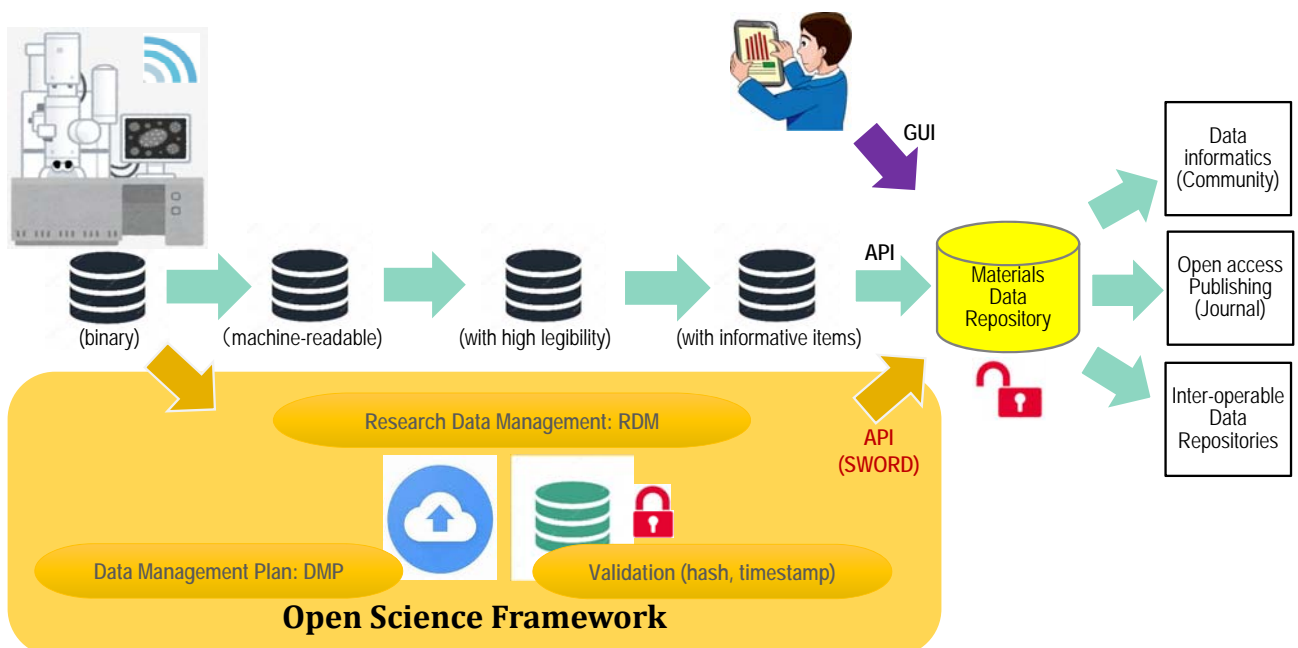 GUI
Data
informatics
(Community)
API
Materials
Data
Repository
Open access
Publishing
(Journal)
(binary)
(machine-readable)
(with high legibility)
(with informative items)
Inter-operable
Data
Repositories
Research Data Management: RDM
API
(SWORD)
Data Management Plan: DMP
Validation (hash, timestamp)
Open Science Framework